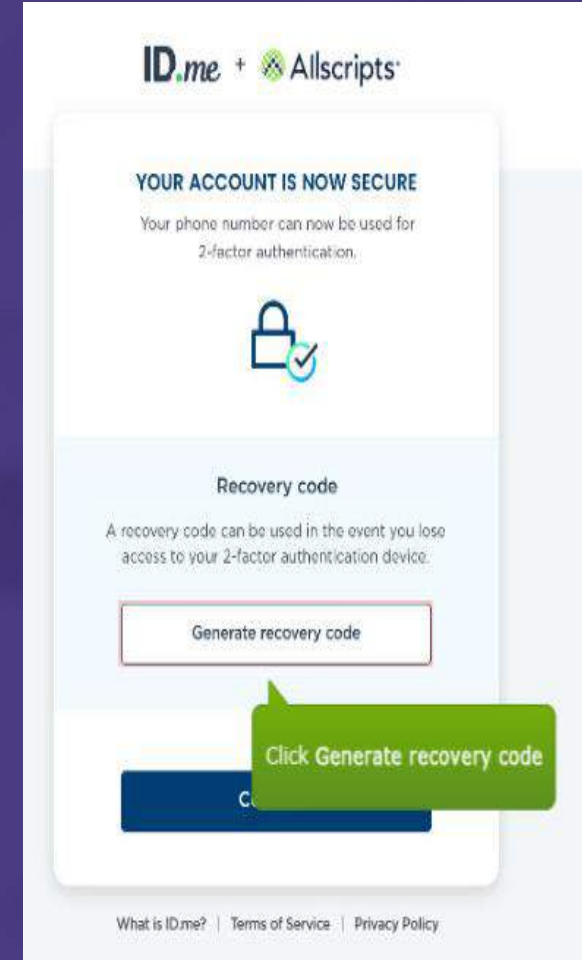 ID.me + Allscripts
YOUR ACCOUNT IS NOW SECURE
Your phone number can now be used for
2-factor authentication.
Recovery code
A recovery code can be used in the event you lose
access to your 2-factor authentication device.
Generate recovery code
Click Generate recovery code
What is ID.me? | Terms of Service | Privacy Policy